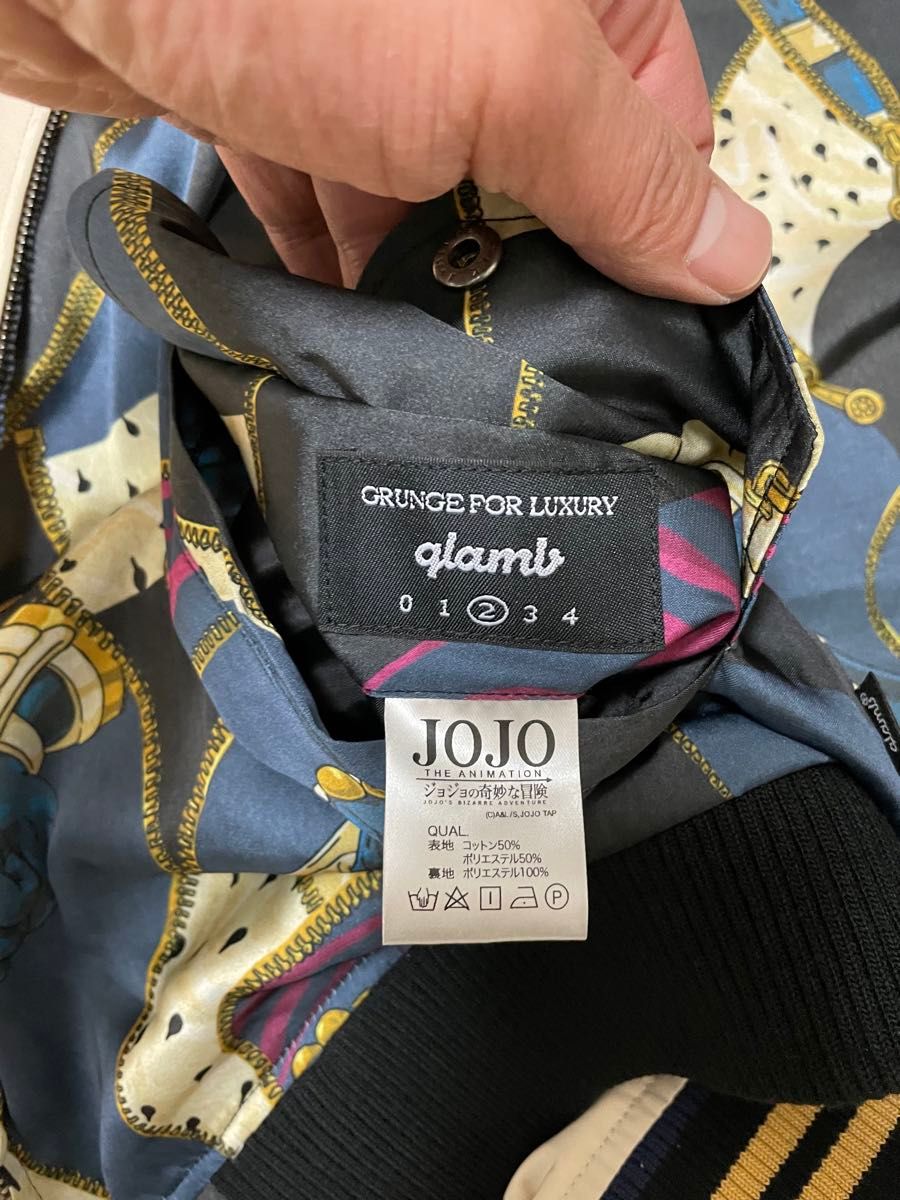 GRUNGE FOR LUXURY
glamb
0 1 2 3 4
JOJO
THE ANIMATION
ジョジョの奇妙な冒険
JOJO'S BIZARRE ADVENTURE
(C)A&L./S,JOJO TAP
QUAL.
表地 コットン50%
ポリエステル50%
裏地 ポリエステル100%
P
glamb